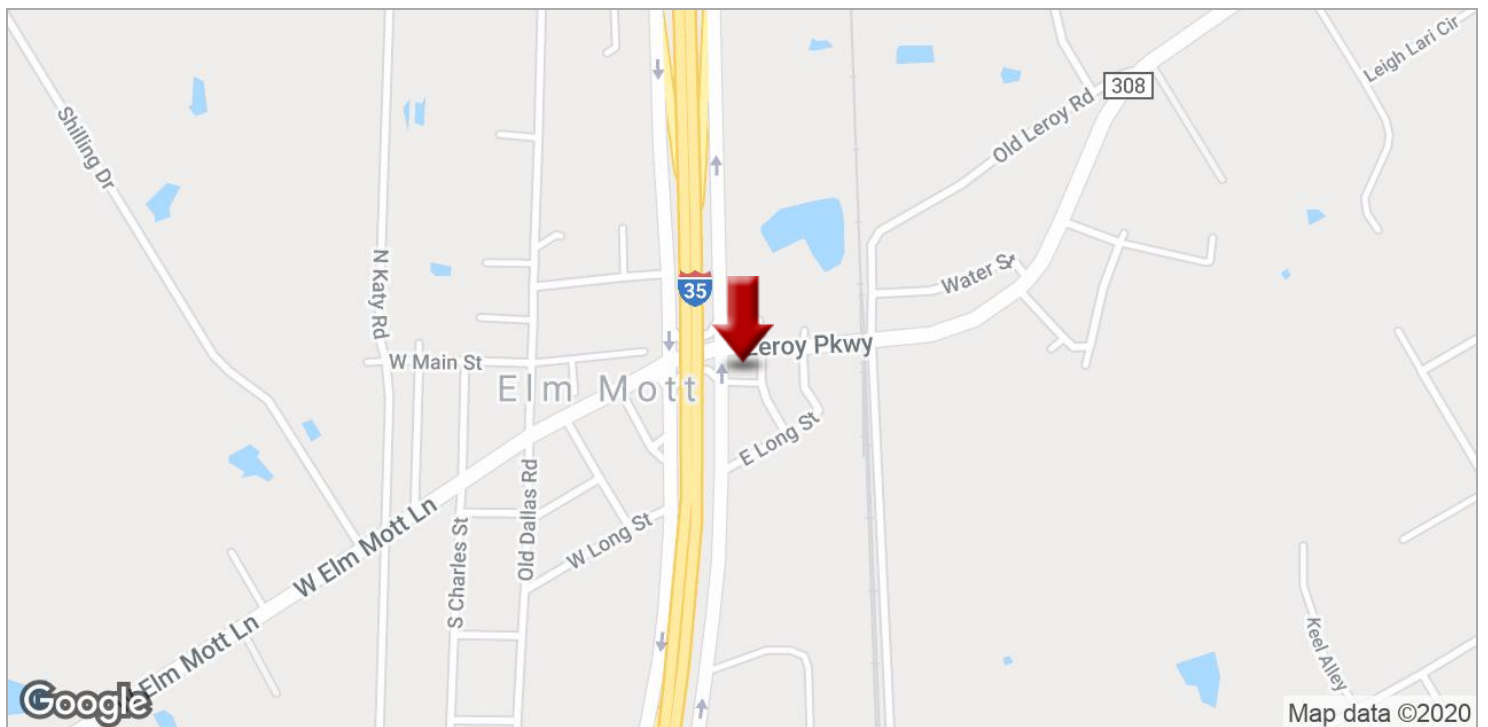 Leigh Lari Cir
308
Old Leroy Rd
Shilling Dr
N Katy Rd
Water S
35
Leroy Pkwy
W Main St
Elm Mott
E Long St
Old Dallas Rd
W Long St
S Charles St
W Elm Mott Ln
Elm Mott Ln
Keel Alley
Google
Map data ©2020